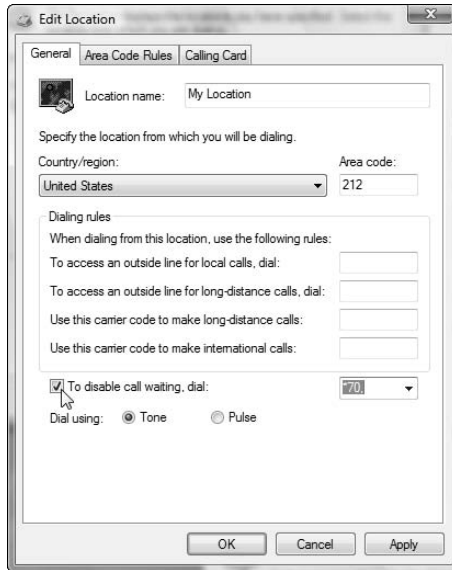 Edit Location
General Area Code Rules Calling Card
Location name: My Location
Specify the location from which you will be dialing.
Country/region: Area code:
United States 212
Dialing rules
When dialing from this location, use the following rules:
To access an outside line for local calls, dial:
To access an outside line for long-distance calls, dial:
Use this carrier code to make long-distance calls:
Use this carrier code to make international calls:
To disable call waiting, dial: *70,
Dial using: Tone Pulse
OK Cancel Apply